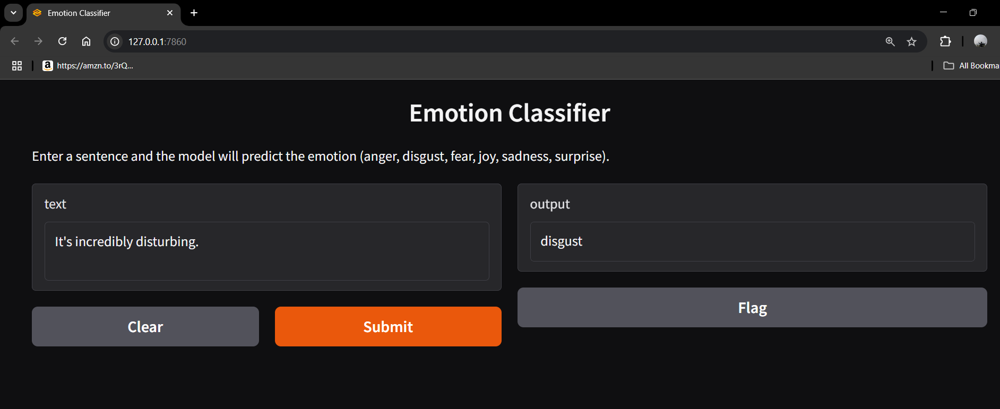 Emotion Classifier
127.0.0.1:7860
https://amzn.to/3rQ...
All Bookma
Emotion Classifier
Enter a sentence and the model will predict the emotion (anger, disgust, fear, joy, sadness, surprise).
text
It's incredibly disturbing.
output
disgust
Clear
Submit
Flag